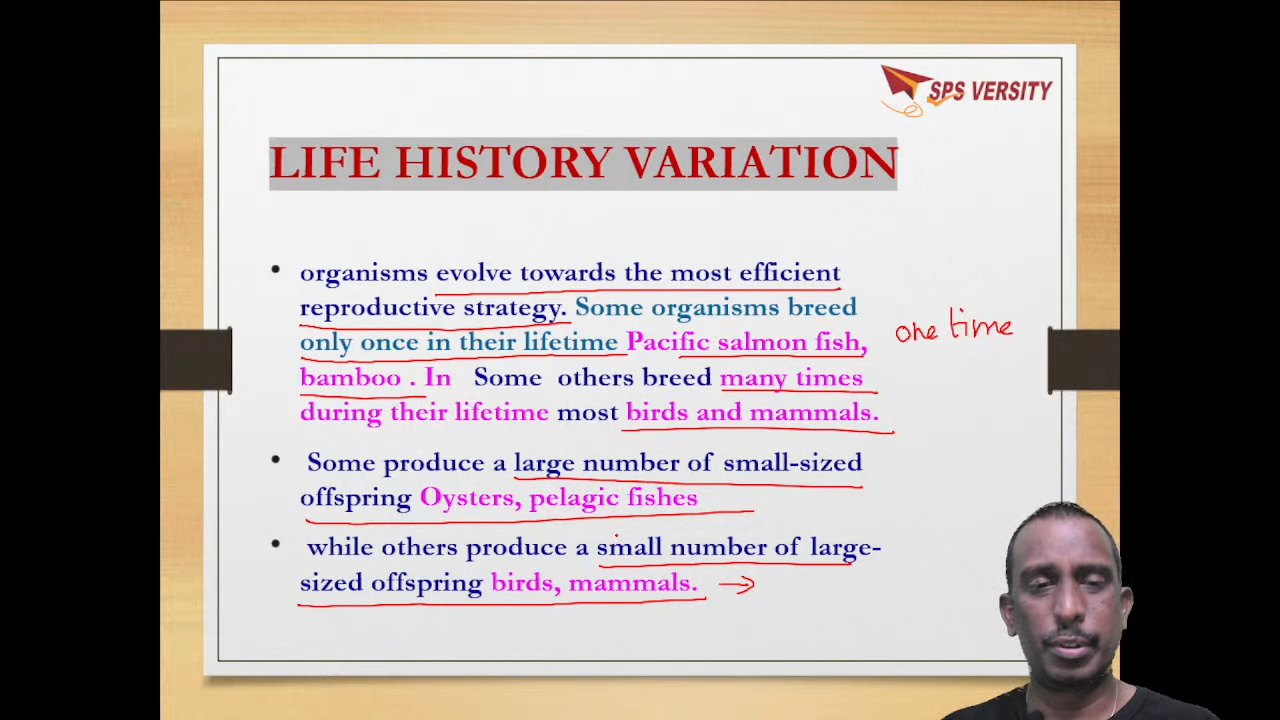 SPS VERSITY
LIFE HISTORY VARIATION
• organisms evolve towards the most efficient
reproductive strategy. Some organisms breed
only once in their lifetime Pacific salmon fish,
bamboo . In Some others breed many times
during their lifetime most birds and mammals.
one time
• Some produce a large number of small-sized
offspring Oysters, pelagic fishes
• while others produce a small number of large-
sized offspring birds, mammals.